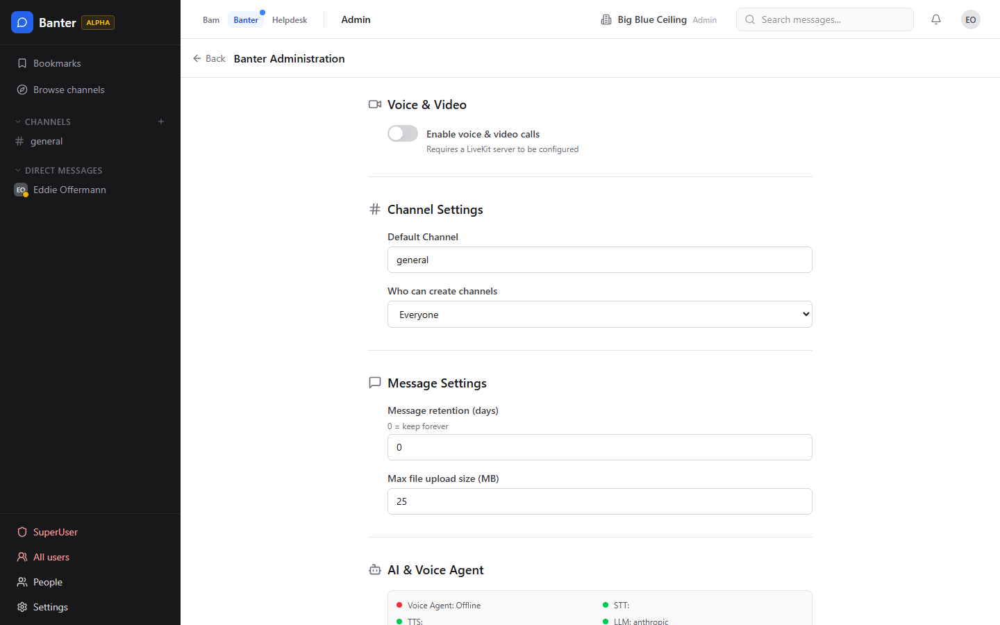 Banter ALPHA
Bookmarks
Browse channels
CHANNELS
general
DIRECT MESSAGES
EO Eddie Offermann
SuperUser
All users
People
Settings
Bam Banter Helpdesk Admin Big Blue Ceiling Admin Search messages... EO
Back Banter Administration
Voice & Video
Enable voice & video calls
Requires a LiveKit server to be configured
Channel Settings
Default Channel
general
Who can create channels
Everyone
Message Settings
Message retention (days)
0 = keep forever
0
Max file upload size (MB)
25
AI & Voice Agent
Voice Agent: Offline STT:
TTS: LLM: anthropic